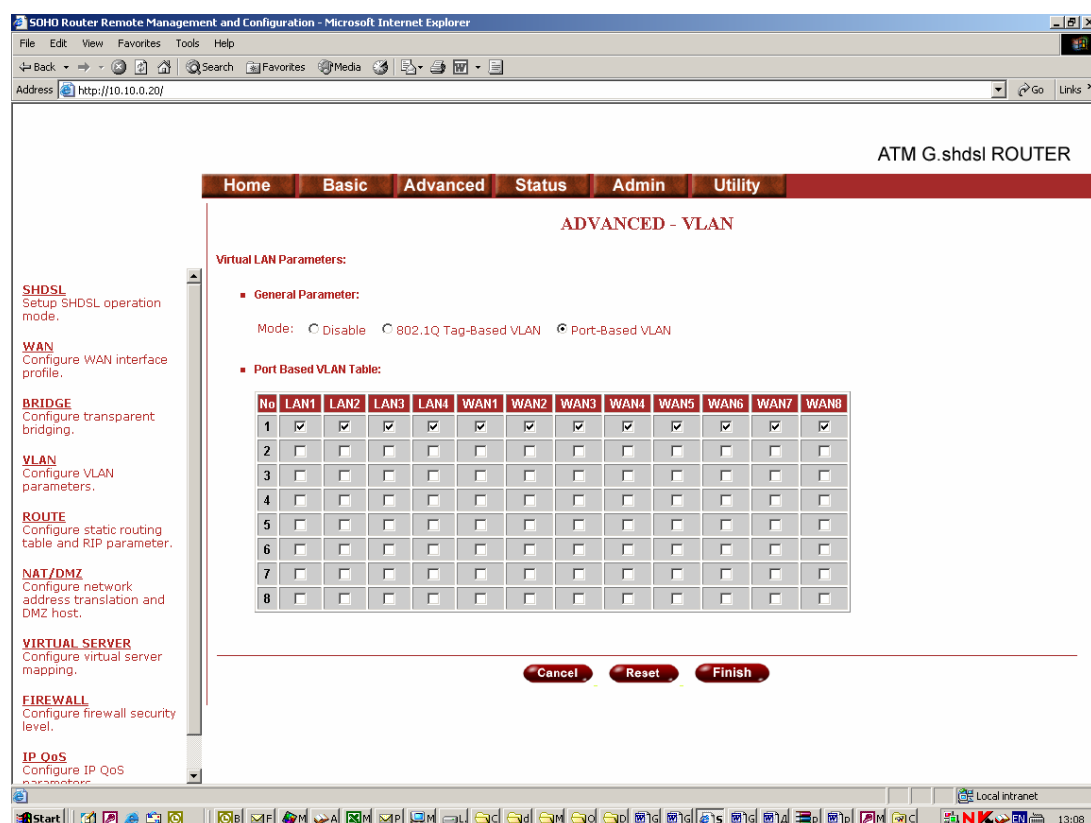 SOHO Router Remote Management and Configuration - Microsoft Internet Explorer
File Edit View Favorites Tools Help
Back Search Favorites Media
Address http://10.10.0.20/ Go Links
ATM G.shdsl ROUTER
Home Basic Advanced Status Admin Utility
ADVANCED - VLAN
Virtual LAN Parameters:
General Parameter:
Mode: Disable 802.1Q Tag-Based VLAN Port-Based VLAN
Port Based VLAN Table:
No LAN1 LAN2 LAN3 LAN4 WAN1 WAN2 WAN3 WAN4 WAN5 WAN6 WAN7 WAN8
1
2
3
4
5
6
7
8
Cancel Reset Finish
SHDSL
Setup SHDSL operation
mode.
WAN
Configure WAN interface
profile.
BRIDGE
Configure transparent
bridging.
VLAN
Configure VLAN
parameters.
ROUTE
Configure static routing
table and RIP parameter.
NAT/DMZ
Configure network
address translation and
DMZ host.
VIRTUAL SERVER
Configure virtual server
mapping.
FIREWALL
Configure firewall security
level.
IP QoS
Configure IP QoS
parameters
Local intranet
Start
EN 13:09